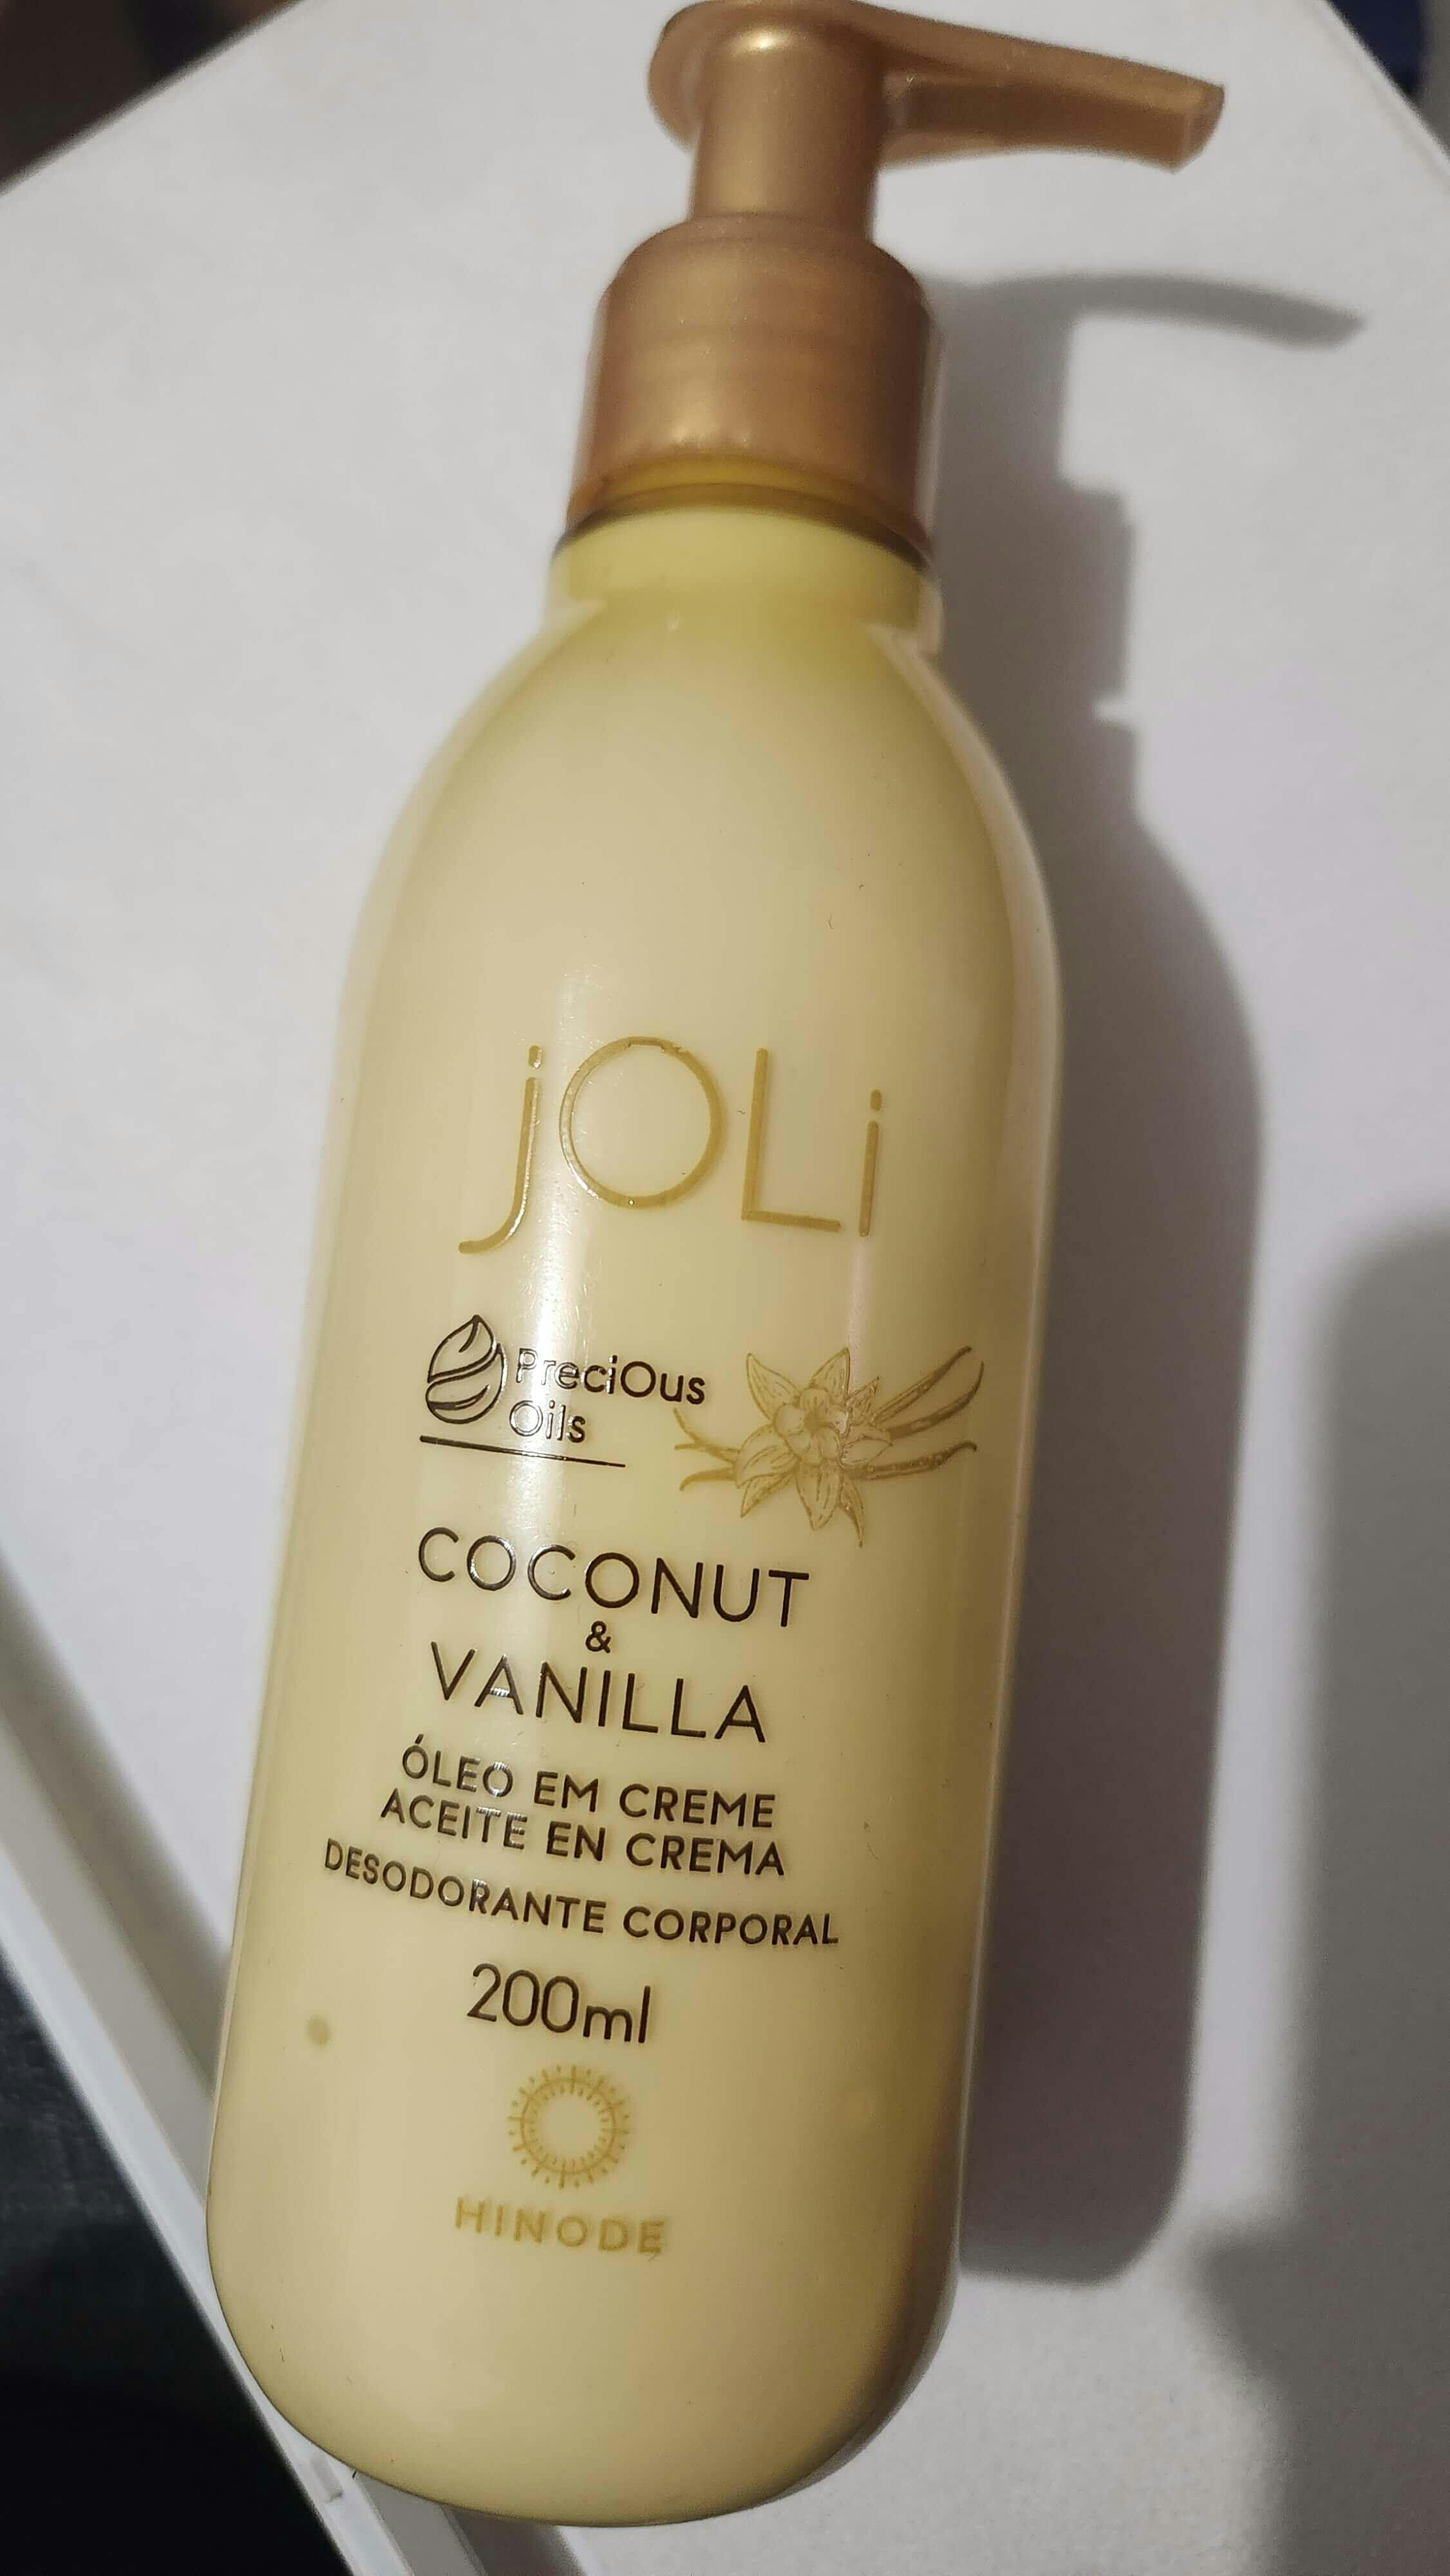 jOLi
PreciOus
Oils
COCONUT
&
VANILLA
ÓLEO EM CREME
ACEITE EN CREMA
DESODORANTE CORPORAL
200ml
HINODE